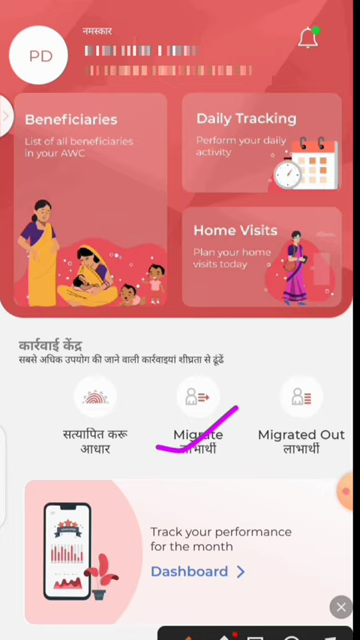 नमस्कार
PD
Beneficiaries
List of all beneficiaries
in your AWC
Daily Tracking
Perform your daily
activity
Home Visits
Plan your home
visits today
कार्रवाई केंद्र
सबसे अधिक उपयोग की जाने वाली कार्रवाइयां शीघ्रता से ढूंढें
सत्यापित करू
आधार
Migrate
लाभार्थी
Migrated Out
लाभार्थी
Track your performance
for the month
Dashboard